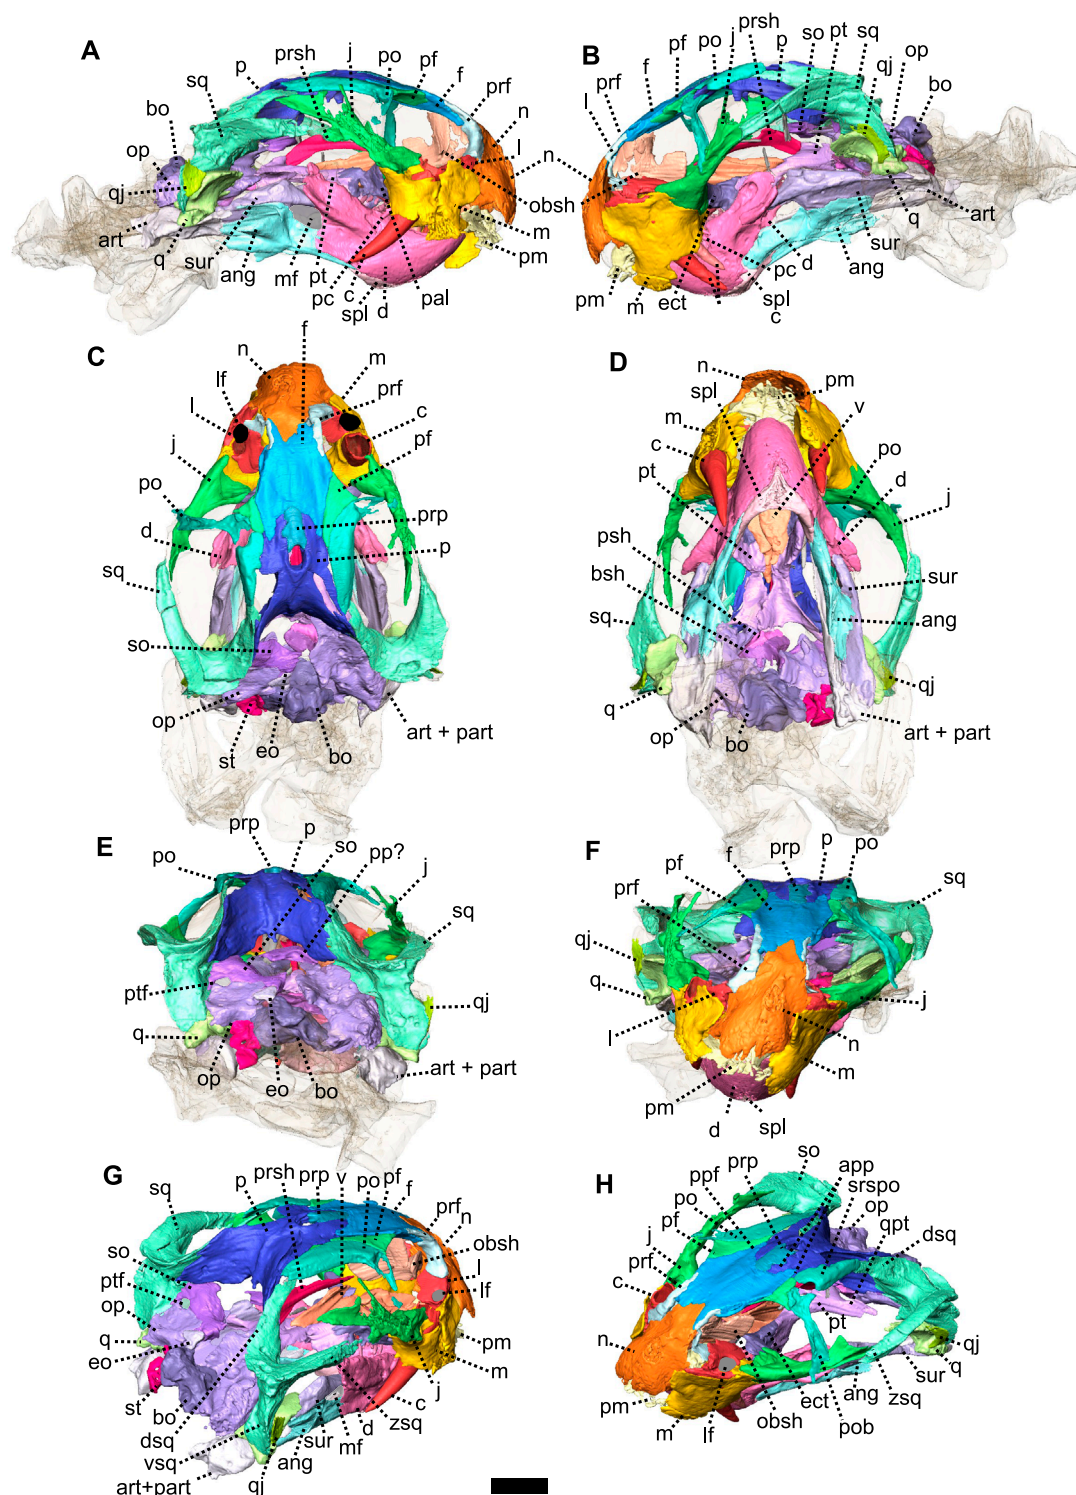 A
prsh
j
po
pf
f
p
prf
sq
n
bo
l
op
n
qj
obsh
art
m
q
sur
ang
mf
pt
pc
c
spl
d
pal
pm
B
prsh
j
p
so
pt
sq
po
pf
qj
op
f
prf
bo
l
art
q
sur
ang
d
pc
spl
c
ect
m
pm
C
n
f
m
lf
prf
l
c
j
pf
po
prp
d
p
sq
so
op
st
eo
bo
art + part
D
n
pm
spl
v
m
c
po
pt
d
j
psh
bsh
sur
sq
ang
q
qj
op
bo
art + part
E
prp
p
so
pp?
po
j
sq
ptf
qj
q
op
eo
bo
art + part
F
f
prp
p
po
pf
sq
prf
qj
q
l
j
n
pm
m
d
spl
G
prsh
prp
v
po
pf
f
sq
p
prf
n
so
obsh
ptf
l
op
lf
q
pm
eo
m
st
j
bo
c
dsq
zsq
vsq
sur
mf
d
ang
art+part
qj
H
so
prp
app
ppf
srspo
po
op
pf
qpt
j
dsq
prf
c
n
pt
qj
q
sur
pm
zsq
ang
ect
m
lf
obsh
pob